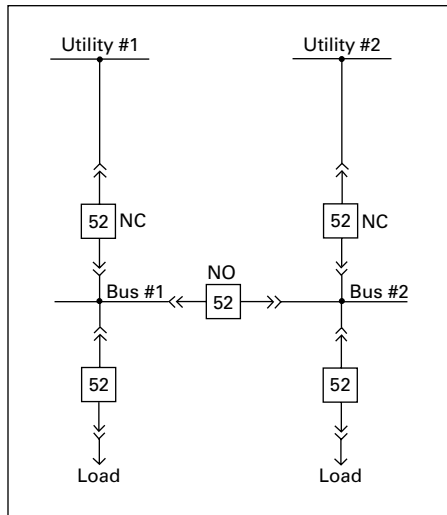 Utility #1
Utility #2
52 NC
52 NC
NO
Bus #1
52
Bus #2
52
52
Load
Load